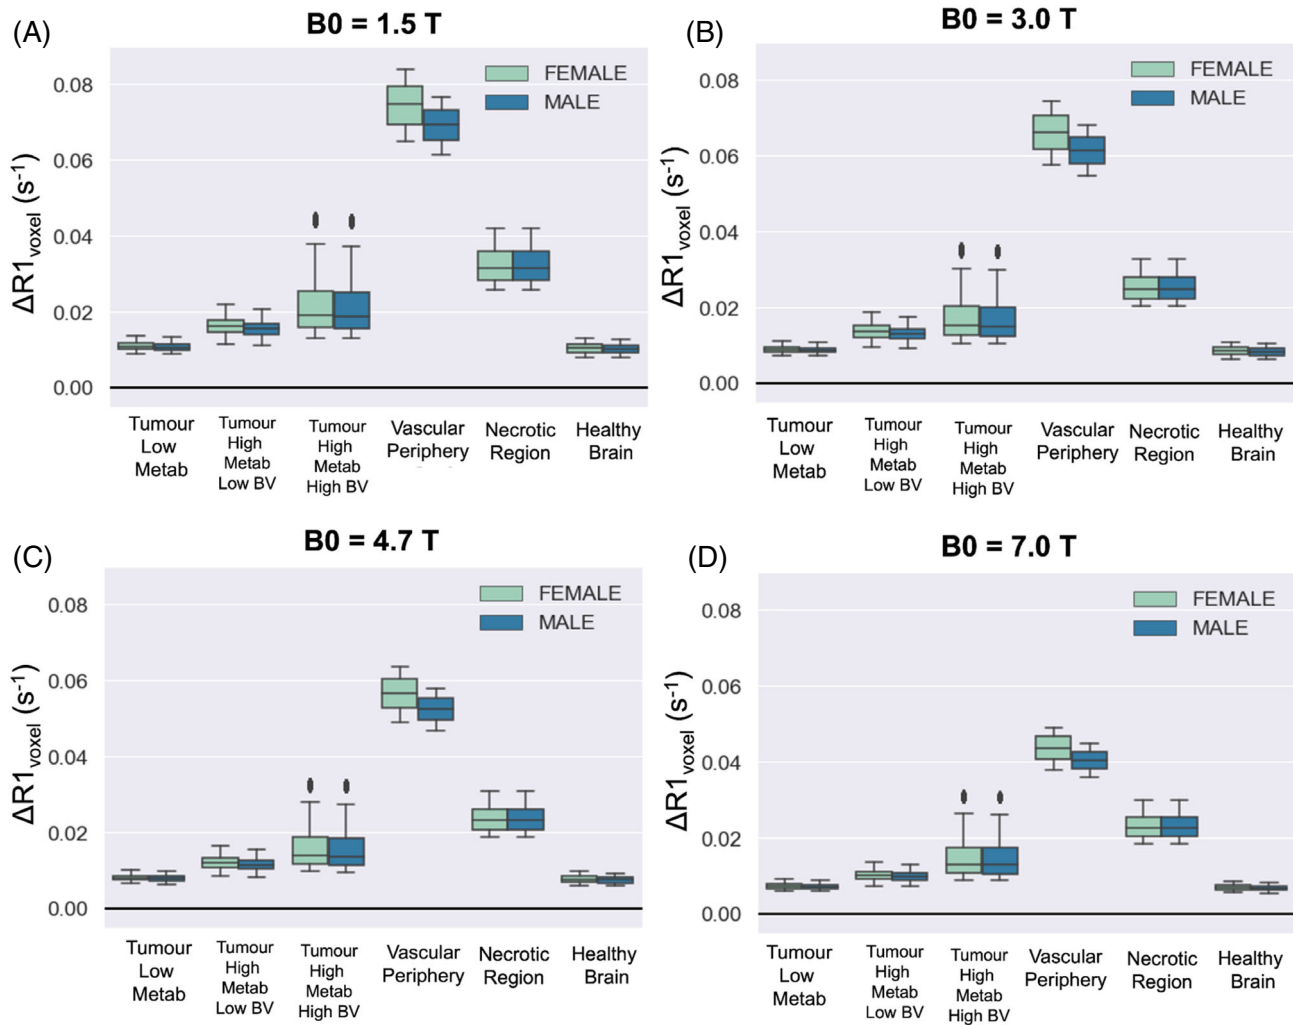 (A)
B0 = 1.5 T
FEMALE
MALE
ΔR1voxel (s-1)
0.08
0.06
0.04
0.02
0.00
Tumour
Low
Metab
Tumour
High
Metab
Low BV
Tumour
High
Metab
High BV
Vascular
Periphery
Necrotic
Region
Healthy
Brain
(B)
B0 = 3.0 T
FEMALE
MALE
ΔR1voxel (s-1)
0.08
0.06
0.04
0.02
0.00
Tumour
Low
Metab
Tumour
High
Metab
Low BV
Tumour
High
Metab
High BV
Vascular
Periphery
Necrotic
Region
Healthy
Brain
(C)
B0 = 4.7 T
FEMALE
MALE
ΔR1voxel (s-1)
0.08
0.06
0.04
0.02
0.00
Tumour
Low
Metab
Tumour
High
Metab
Low BV
Tumour
High
Metab
High BV
Vascular
Periphery
Necrotic
Region
Healthy
Brain
(D)
B0 = 7.0 T
FEMALE
MALE
ΔR1voxel (s-1)
0.08
0.06
0.04
0.02
0.00
Tumour
Low
Metab
Tumour
High
Metab
Low BV
Tumour
High
Metab
High BV
Vascular
Periphery
Necrotic
Region
Healthy
Brain